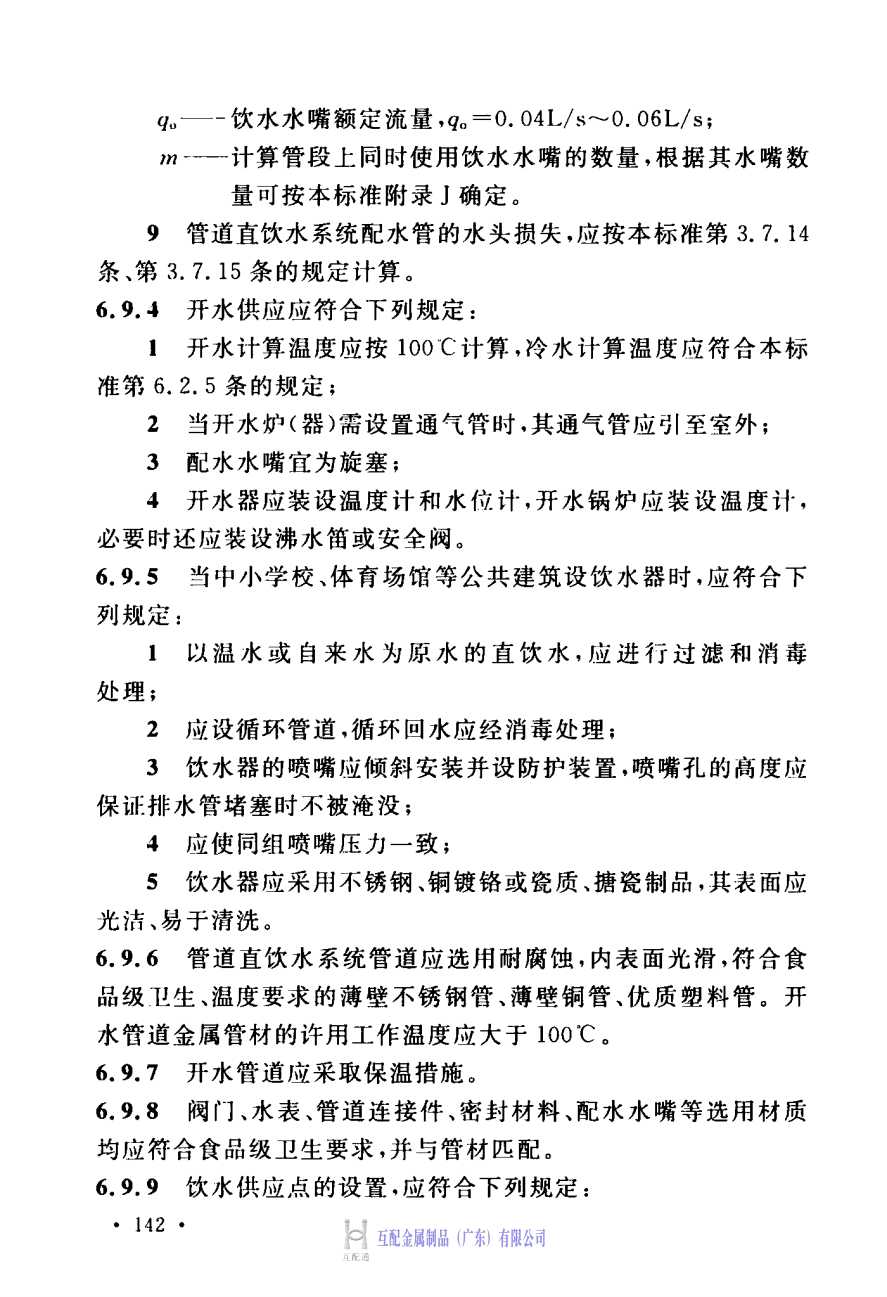 q。——饮水水嘴额定流量，q。=0.04L/s～0.06L/s；
m——计算管段上同时使用饮水水嘴的数量，根据其水嘴数
量可按本标准附录J确定。
9 管道直饮水系统配水管的水头损失，应按本标准第3.7.14
条、第3.7.15条的规定计算。
6.9.4 开水供应应符合下列规定：
1 开水计算温度应按100℃计算，冷水计算温度应符合本标
准第6.2.5条的规定；
2 当开水炉(器)需设置通气管时，其通气管应引至室外；
3 配水水嘴宜为旋塞；
4 开水器应装设温度计和水位计，开水锅炉应装设温度计，
必要时还应装设沸水笛或安全阀。
6.9.5 当中小学校、体育场馆等公共建筑设饮水器时，应符合下
列规定：
1 以温水或自来水为原水的直饮水，应进行过滤和消毒
处理；
2 应设循环管道，循环回水应经消毒处理；
3 饮水器的喷嘴应倾斜安装并设防护装置，喷嘴孔的高度应
保证排水管堵塞时不被淹没；
4 应使同组喷嘴压力一致；
5 饮水器应采用不锈钢、铜镀铬或瓷质、搪瓷制品，其表面应
光洁、易于清洗。
6.9.6 管道直饮水系统管道应选用耐腐蚀，内表面光滑，符合食
品级卫生、温度要求的薄壁不锈钢管、薄壁铜管、优质塑料管。开
水管道金属管材的许用工作温度应大于100℃。
6.9.7 开水管道应采取保温措施。
6.9.8 阀门、水表、管道连接件、密封材料、配水水嘴等选用材质
均应符合食品级卫生要求，并与管材匹配。
6.9.9 饮水供应点的设置，应符合下列规定：
• 142 •
互配金属制品（广东）有限公司
互配通